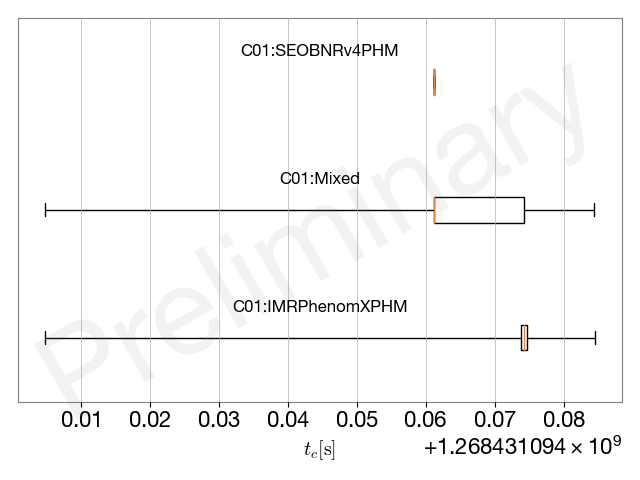 C01:SEOBNRv4PHM
C01:Mixed
C01:IMRPhenomXPHM
Preliminary
0.01 0.02 0.03 0.04 0.05 0.06 0.07 0.08
+1.268431094 × 10⁹
t_c[s]